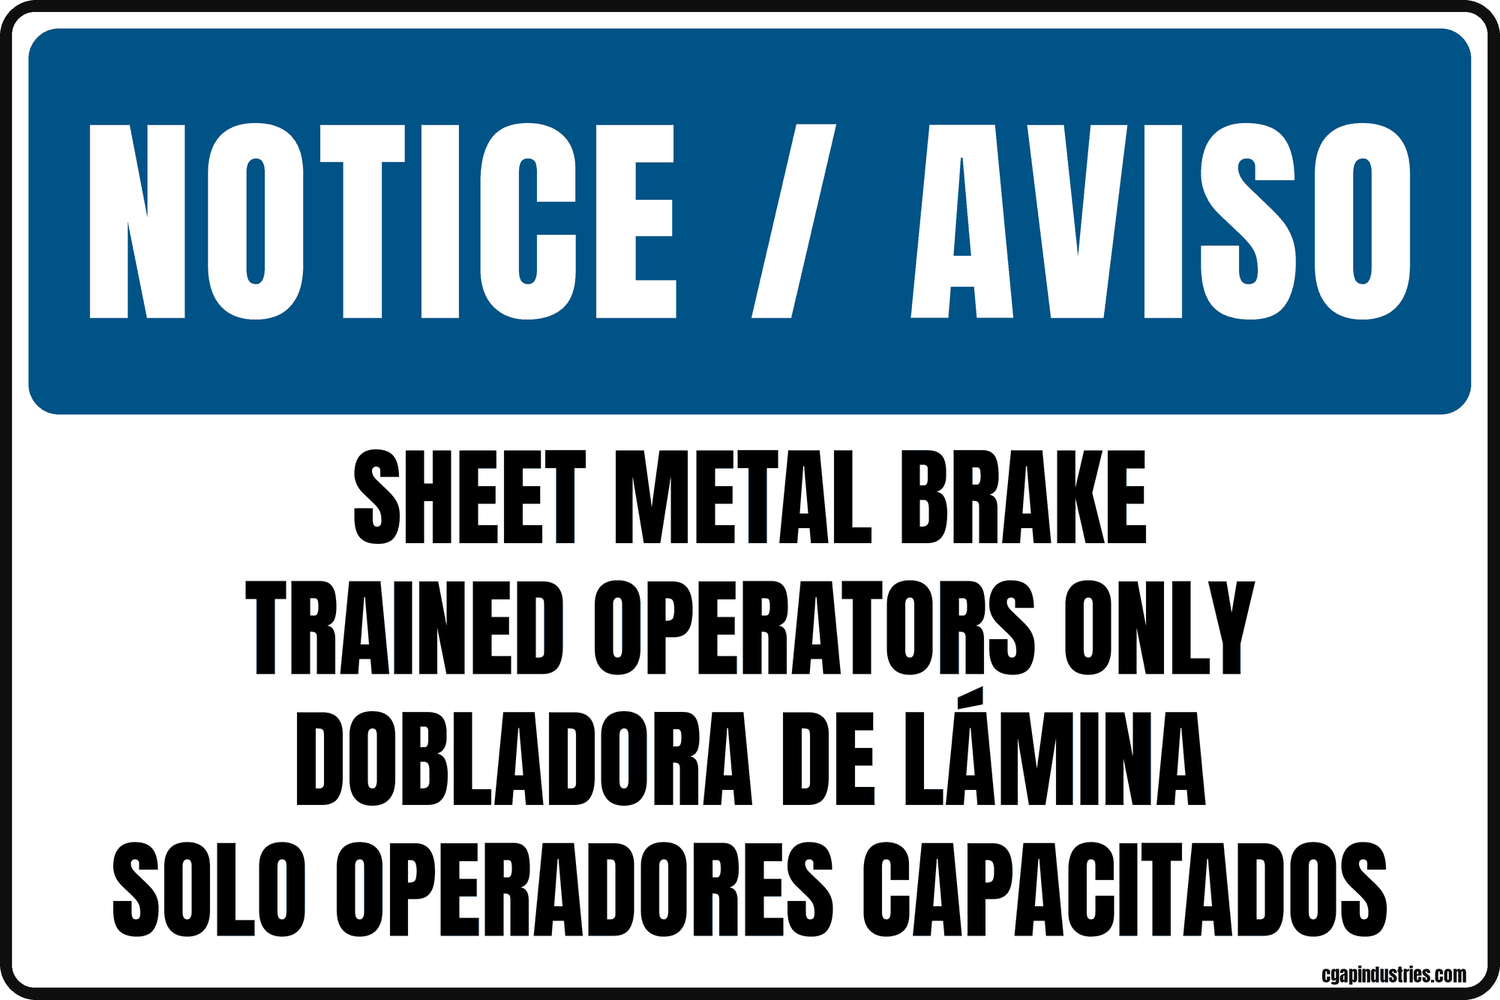 NOTICE / AVISO
SHEET METAL BRAKE
TRAINED OPERATORS ONLY
DOBLADORA DE LÁMINA
SOLO OPERADORES CAPACITADOS
cgapindustries.com